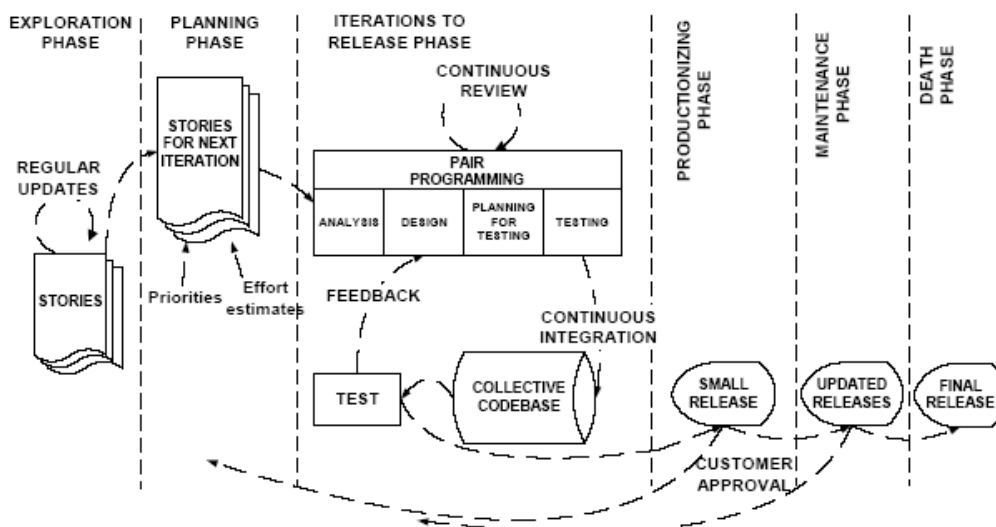 EXPLORATION
PHASE
PLANNING
PHASE
ITERATIONS TO
RELEASE PHASE
PRODUCTIONIZING
PHASE
MAINTENANCE
PHASE
DEATH
PHASE
CONTINUOUS
REVIEW
REGULAR
UPDATES
STORIES
FOR NEXT
ITERATION
PAIR
PROGRAMMING
ANALYSIS
DESIGN
PLANNING
FOR
TESTING
TESTING
STORIES
Priorities
Effort
estimates
FEEDBACK
CONTINUOUS
INTEGRATION
TEST
COLLECTIVE
CODEBASE
SMALL
RELEASE
UPDATED
RELEASES
FINAL
RELEASE
CUSTOMER
APPROVAL